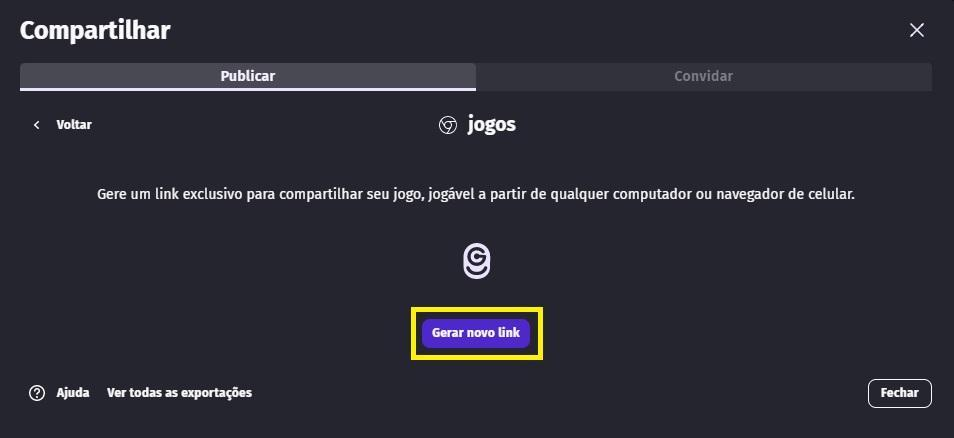 Compartilhar
Publicar
Convidar
Voltar
jogos
Gere um link exclusivo para compartilhar seu jogo, jogável a partir de qualquer computador ou navegador de celular.
Gerar novo link
Ajuda
Ver todas as exportações
Fechar